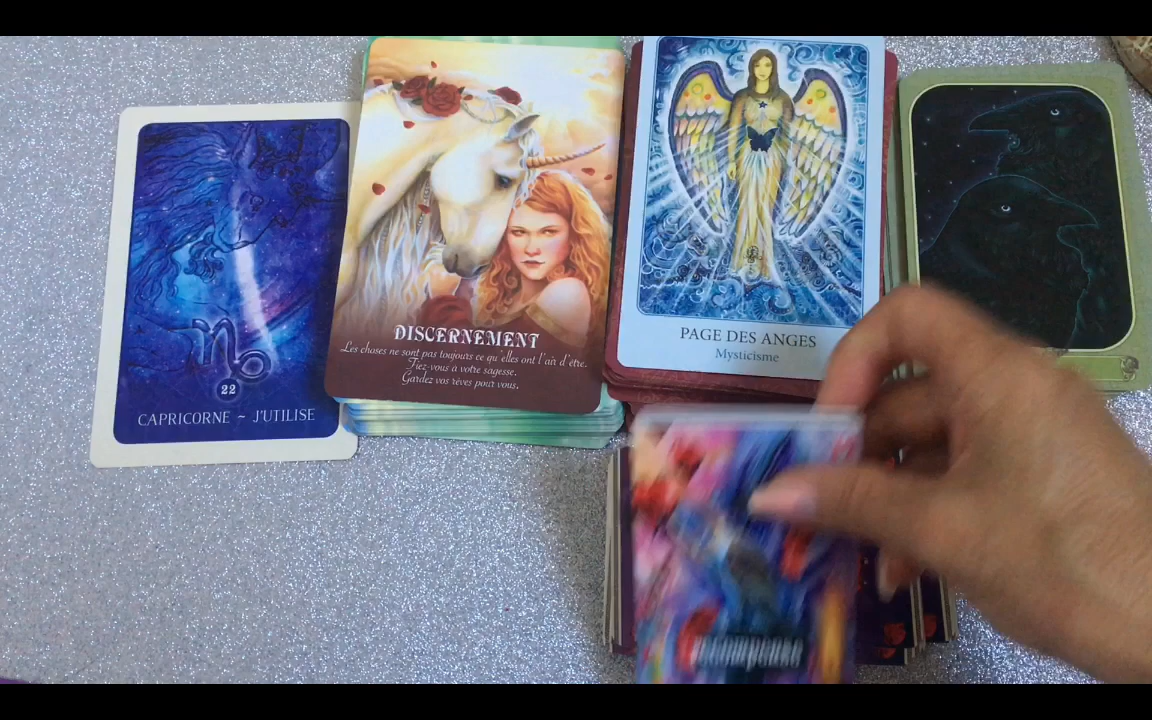 22
CAPRICORNE ~ J'UTILISE
DISCERNEMENT
Les choses ne sont pas toujours ce qu'elles ont l'air d'être.
Fiez-vous à votre sagesse.
Gardez vos rêves pour vous.
PAGE DES ANGES
Mysticisme